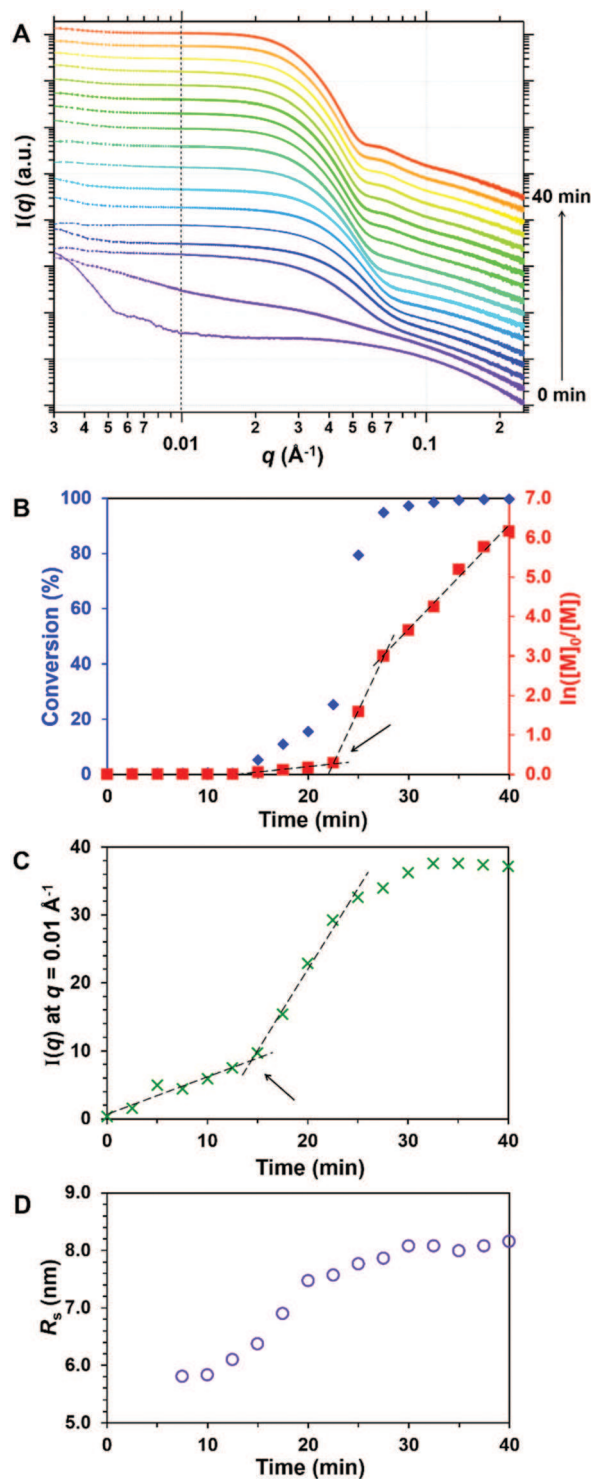 A
I(q) (a.u.)
40 min
0 min
3 4 5 6 7 0.01 2 3 4 5 6 7 0.1 2
q (Å-1)
B
100 7.0
80 6.0
60 5.0
40 4.0
20 3.0
0 2.0
1.0
0.0
Conversion (%)
ln([M]0/[M])
0 10 20 30 40
Time (min)
C
40
30
20
10
0
I(q) at q = 0.01 Å-1
0 10 20 30 40
Time (min)
D
9.0
8.0
7.0
6.0
5.0
Rs (nm)
0 10 20 30 40
Time (min)